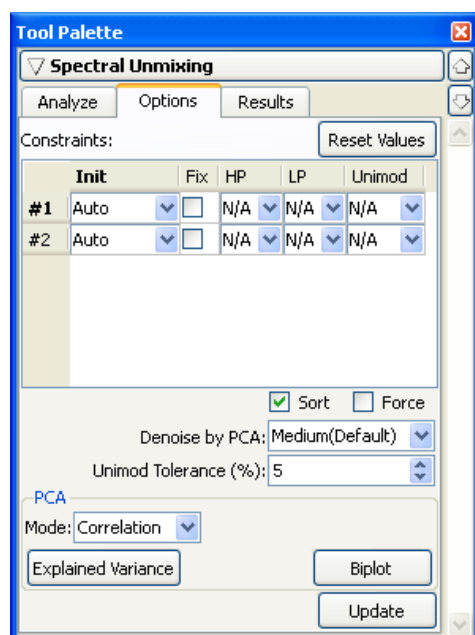 Tool Palette
Spectral Unmixing
Analyze Options Results
Constraints: Reset Values
Init Fix HP LP Unimod
#1 Auto N/A N/A N/A
#2 Auto N/A N/A N/A
Sort Force
Denoise by PCA: Medium(Default)
Unimod Tolerance (%): 5
PCA
Mode: Correlation
Explained Variance Biplot
Update